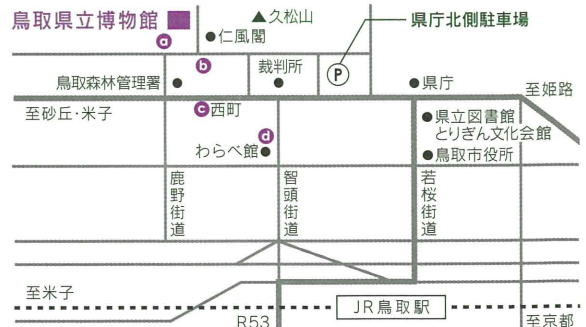 鳥取県立博物館
▲久松山
県庁北側駐車場
a
●仁風閣
b
裁判所
P
鳥取森林管理署
県庁
至姫路
至砂丘・米子
c西町
県立図書館
とりぎん文化会館
d
わらべ館
鳥取市役所
鹿野街道
智頭街道
若桜街道
至米子
JR鳥取駅
R53
至京都